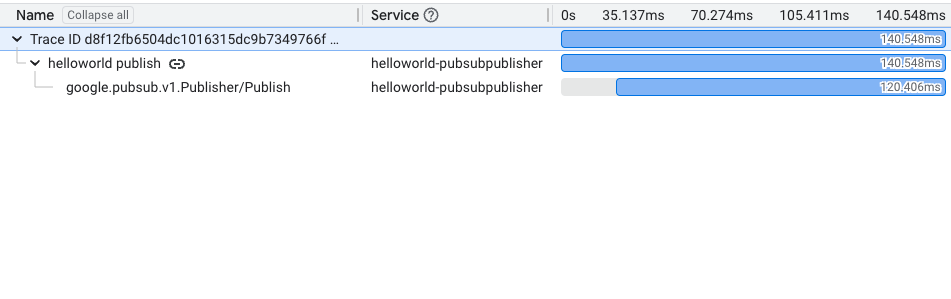 Name Collapse all Service 0s 35.137ms 70.274ms 105.411ms 140.548ms
Trace ID d8f12fb6504dc1016315dc9b7349766f ... 140.548ms
helloworld publish helloworld-pubsubpublisher 140.548ms
google.pubsub.v1.Publisher/Publish helloworld-pubsubpublisher 120.406ms